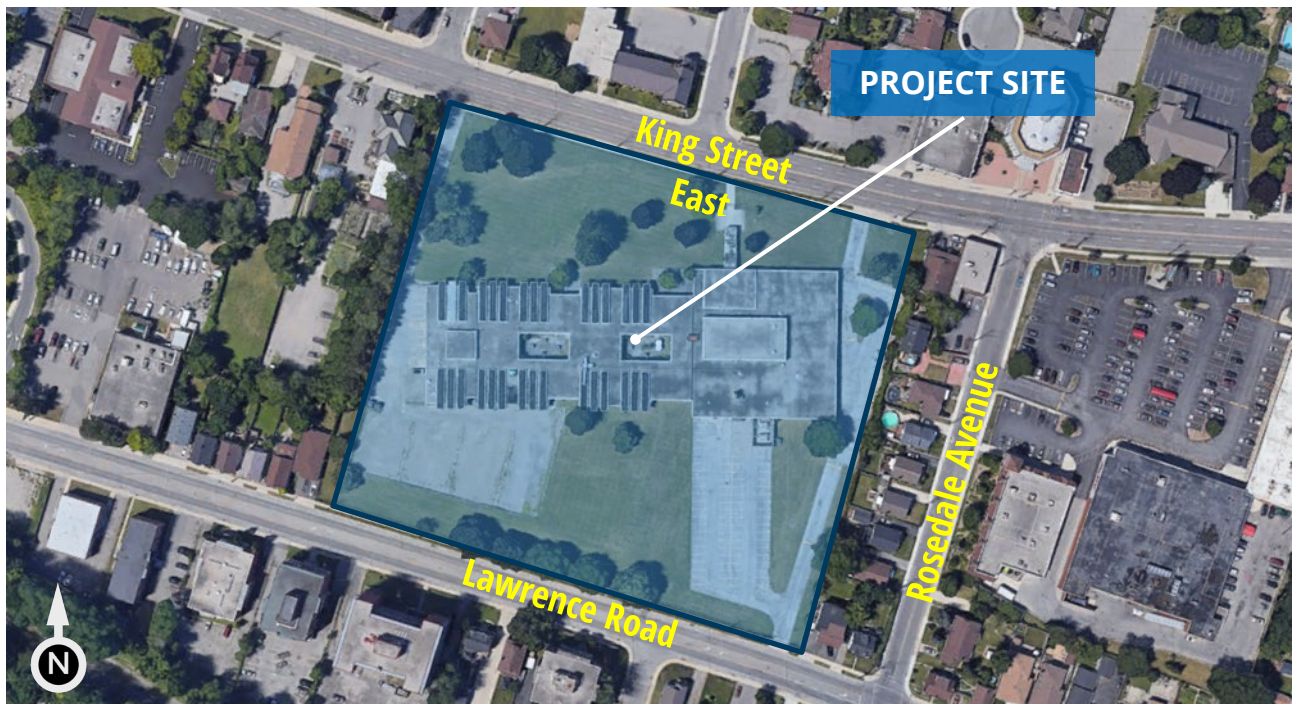 PROJECT SITE
King Street
East
Rosedale Avenue
Lawrence Road
N